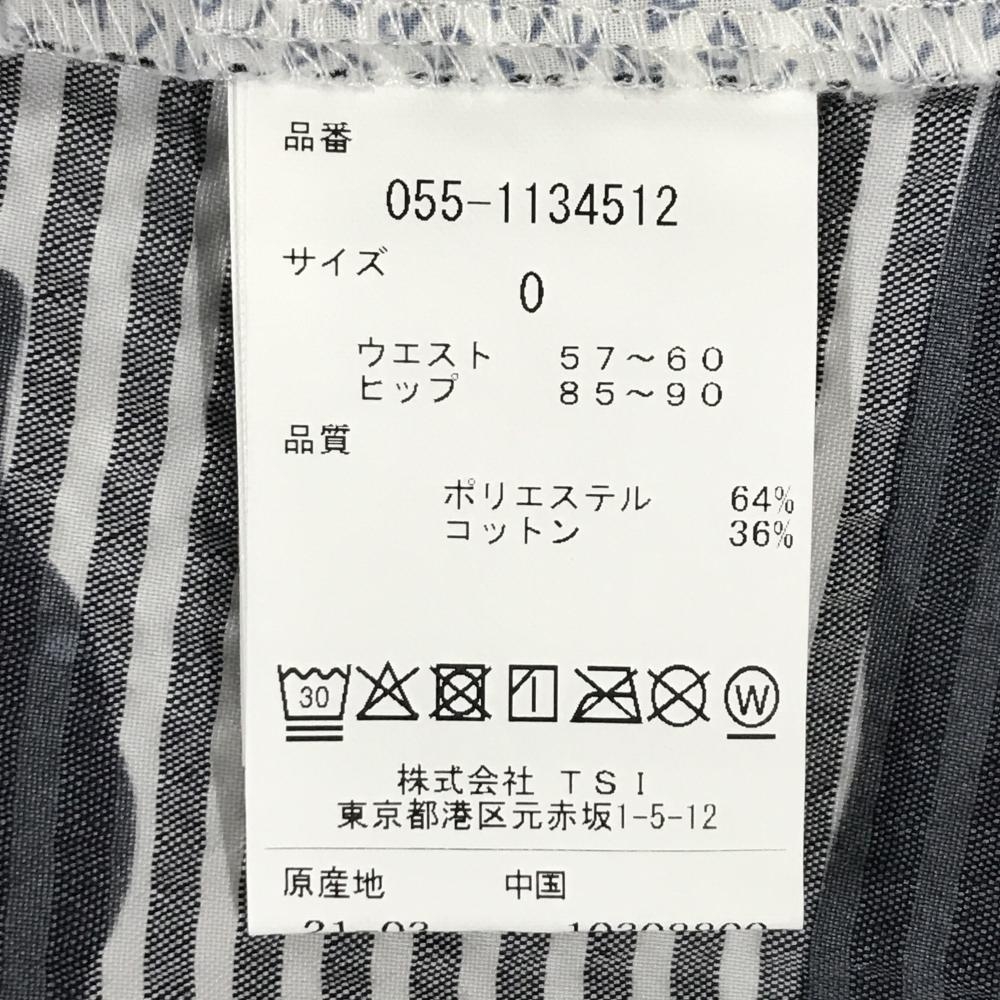 品番
055-1134512
サイズ
0
ウエスト 57～60
ヒップ 85～90
品質
ポリエステル 64%
コットン 36%
30
W
株式会社 TSI
東京都港区元赤坂1-5-12
原産地 中国